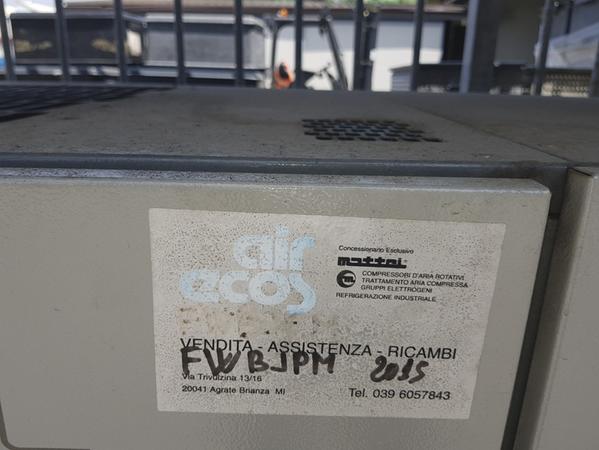 air
ecos
Concessionario Esclusivo
mattei
COMPRESSORI D'ARIA ROTATIVI
TRATTAMENTO ARIA COMPRESSA
GRUPPI ELETTROGENI
REFRIGERAZIONE INDUSTRIALE
VENDITA - ASSISTENZA - RICAMBI
FWBJPM 2015
Via Trivulzina 13/16
20041 Agrate Brianza MI
Tel. 039 6057843